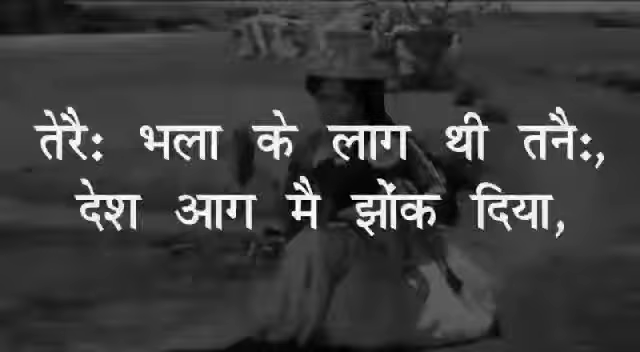 तेरै: भला के लाग थी तनै:,
देश आग मै झोंक दिया,